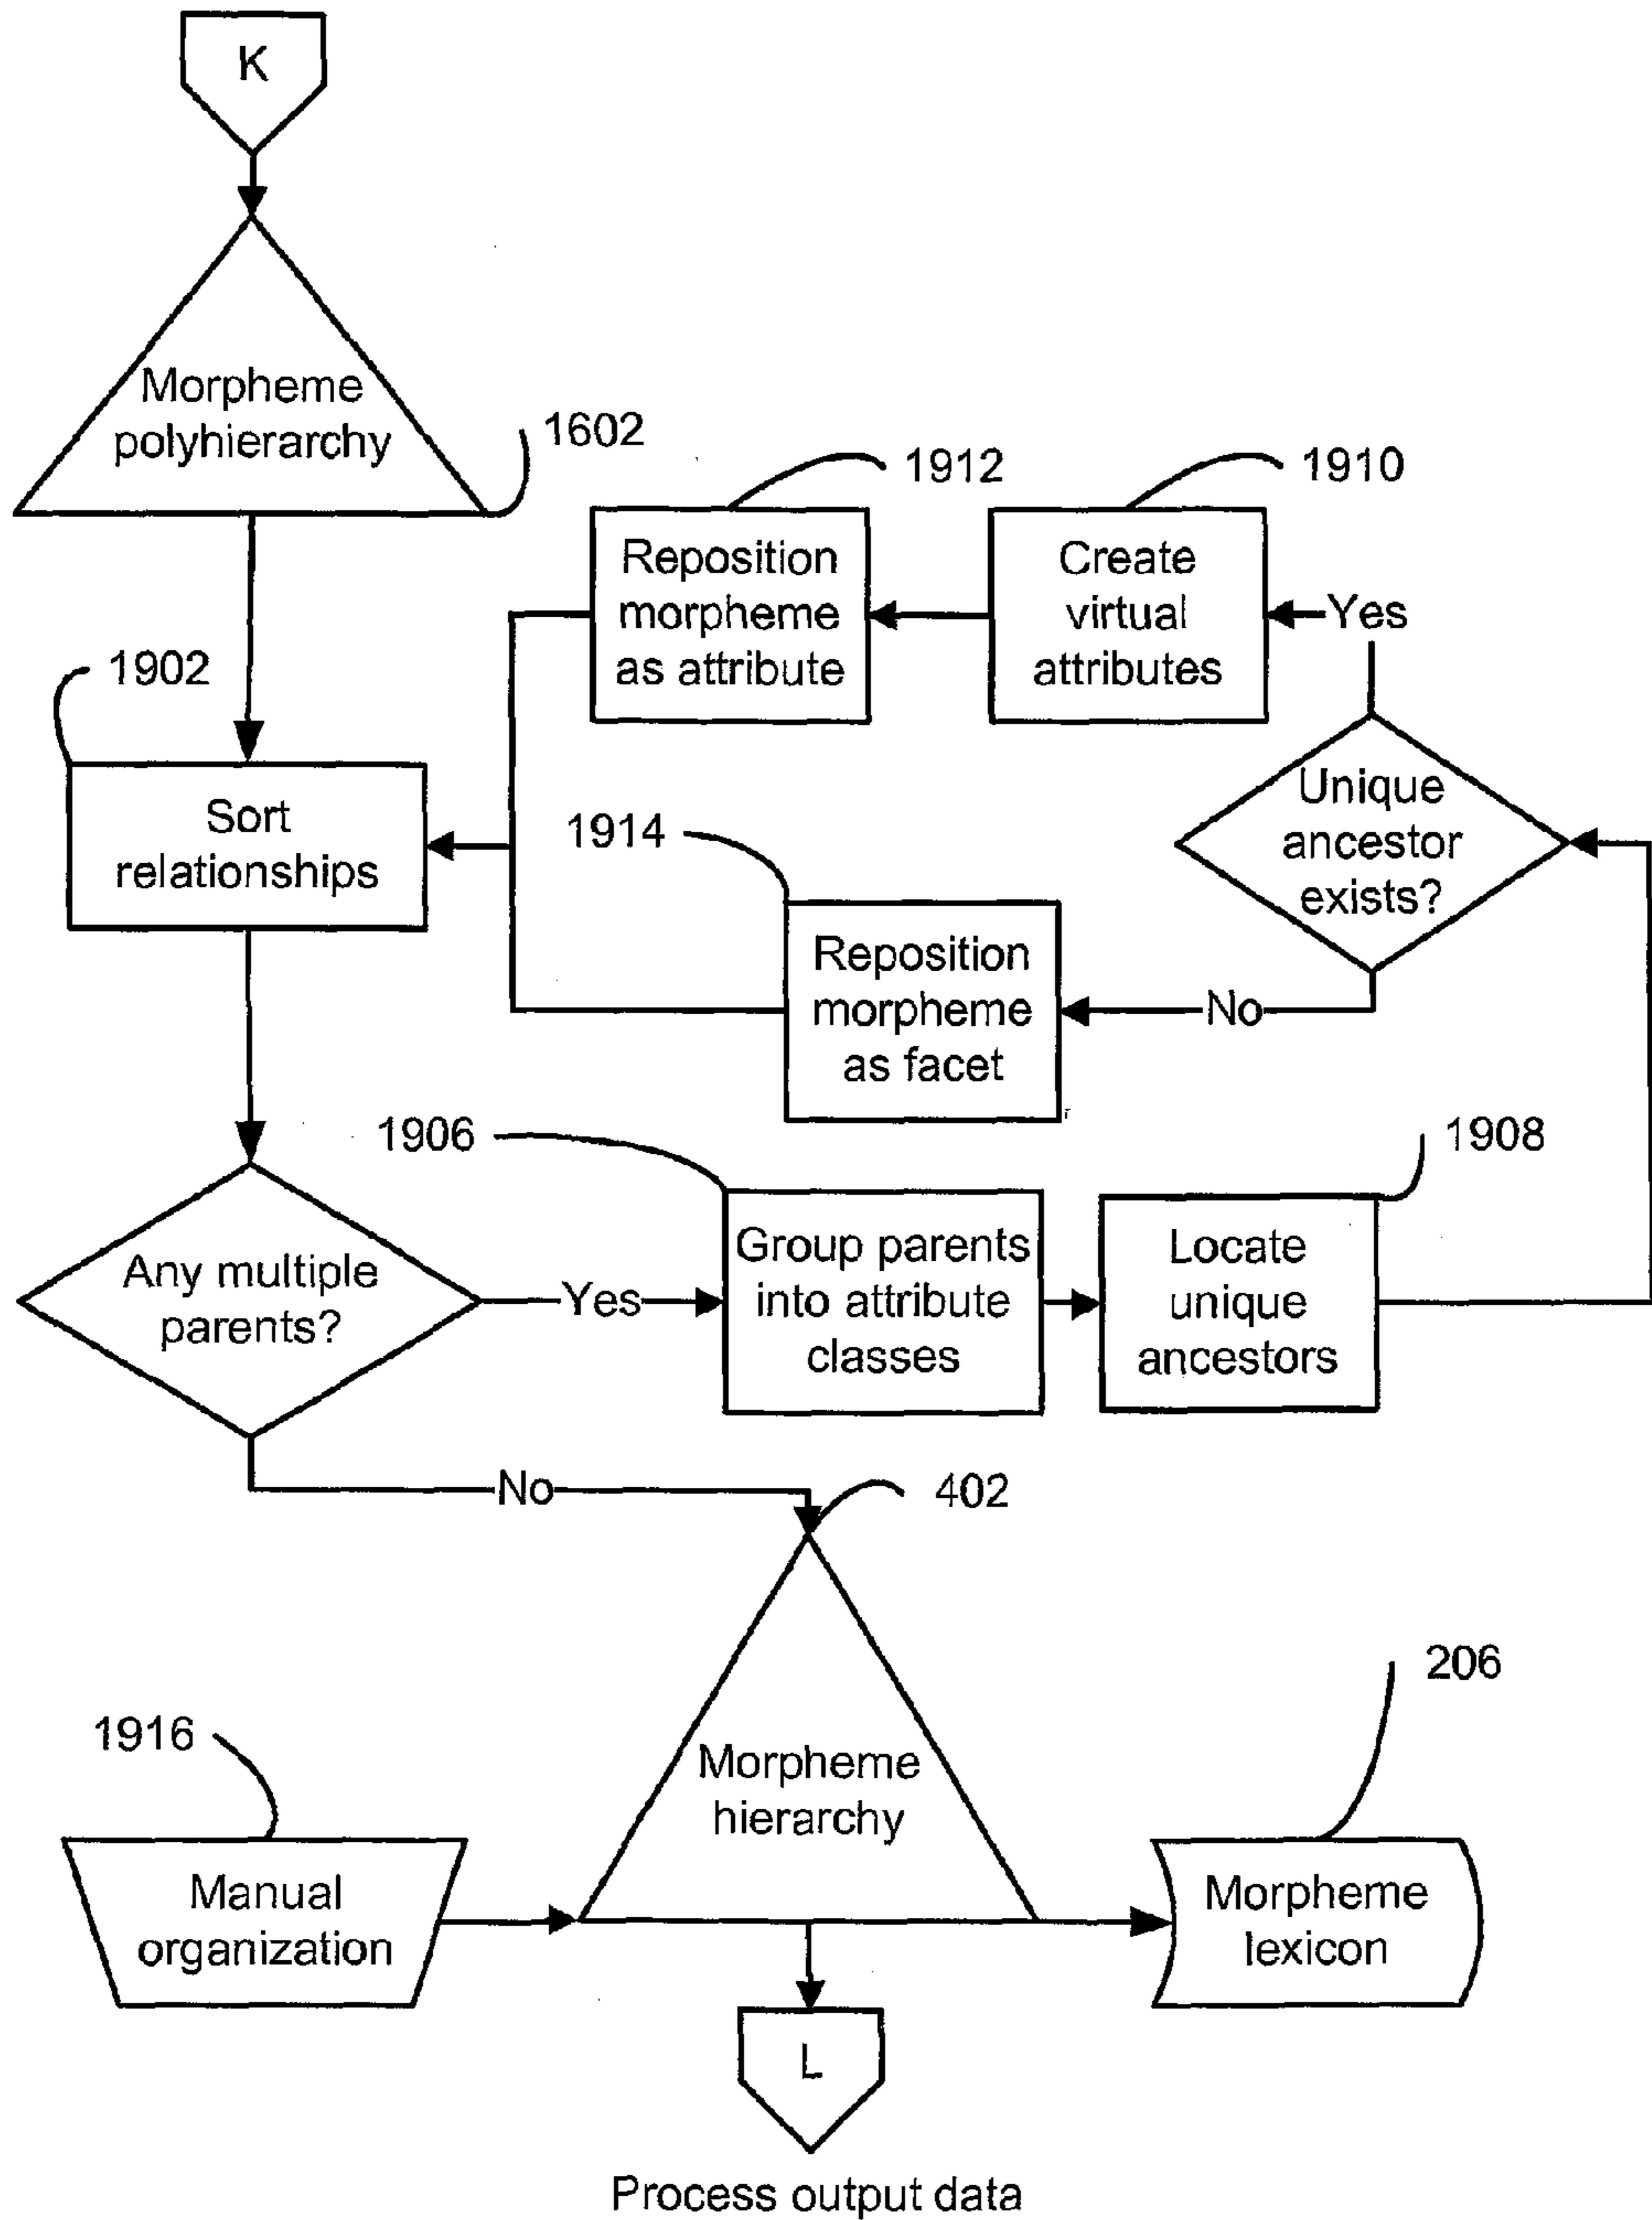 K
Morpheme
polyhierarchy
1602
1912
1910
Reposition
morpheme
as attribute
Create
virtual
attributes
Yes
1902
Sort
relationships
Unique
ancestor
exists?
1914
Reposition
morpheme
as facet
No
1906
1908
Any multiple
parents?
Yes
Group parents
into attribute
classes
Locate
unique
ancestors
No
402
206
1916
Morpheme
hierarchy
Manual
organization
Morpheme
lexicon
L
Process output data